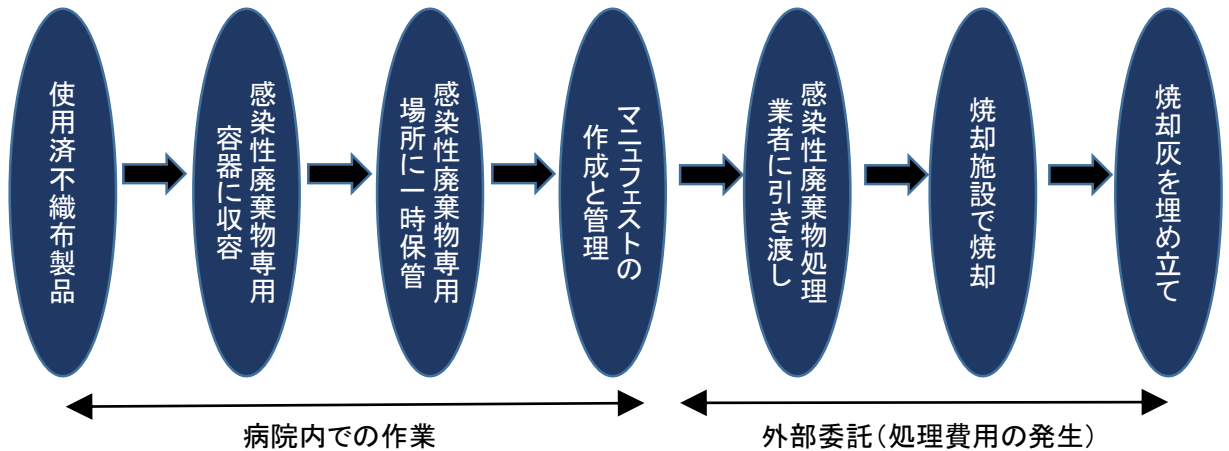 使用済不織布製品
感染性廃棄物専用
容器に収容
感染性廃棄物専用
場所に一時保管
マニュフェストの
作成と管理
感染性廃棄物処理
業者に引き渡し
焼却施設で焼却
焼却灰を埋め立て
病院内での作業
外部委託(処理費用の発生)